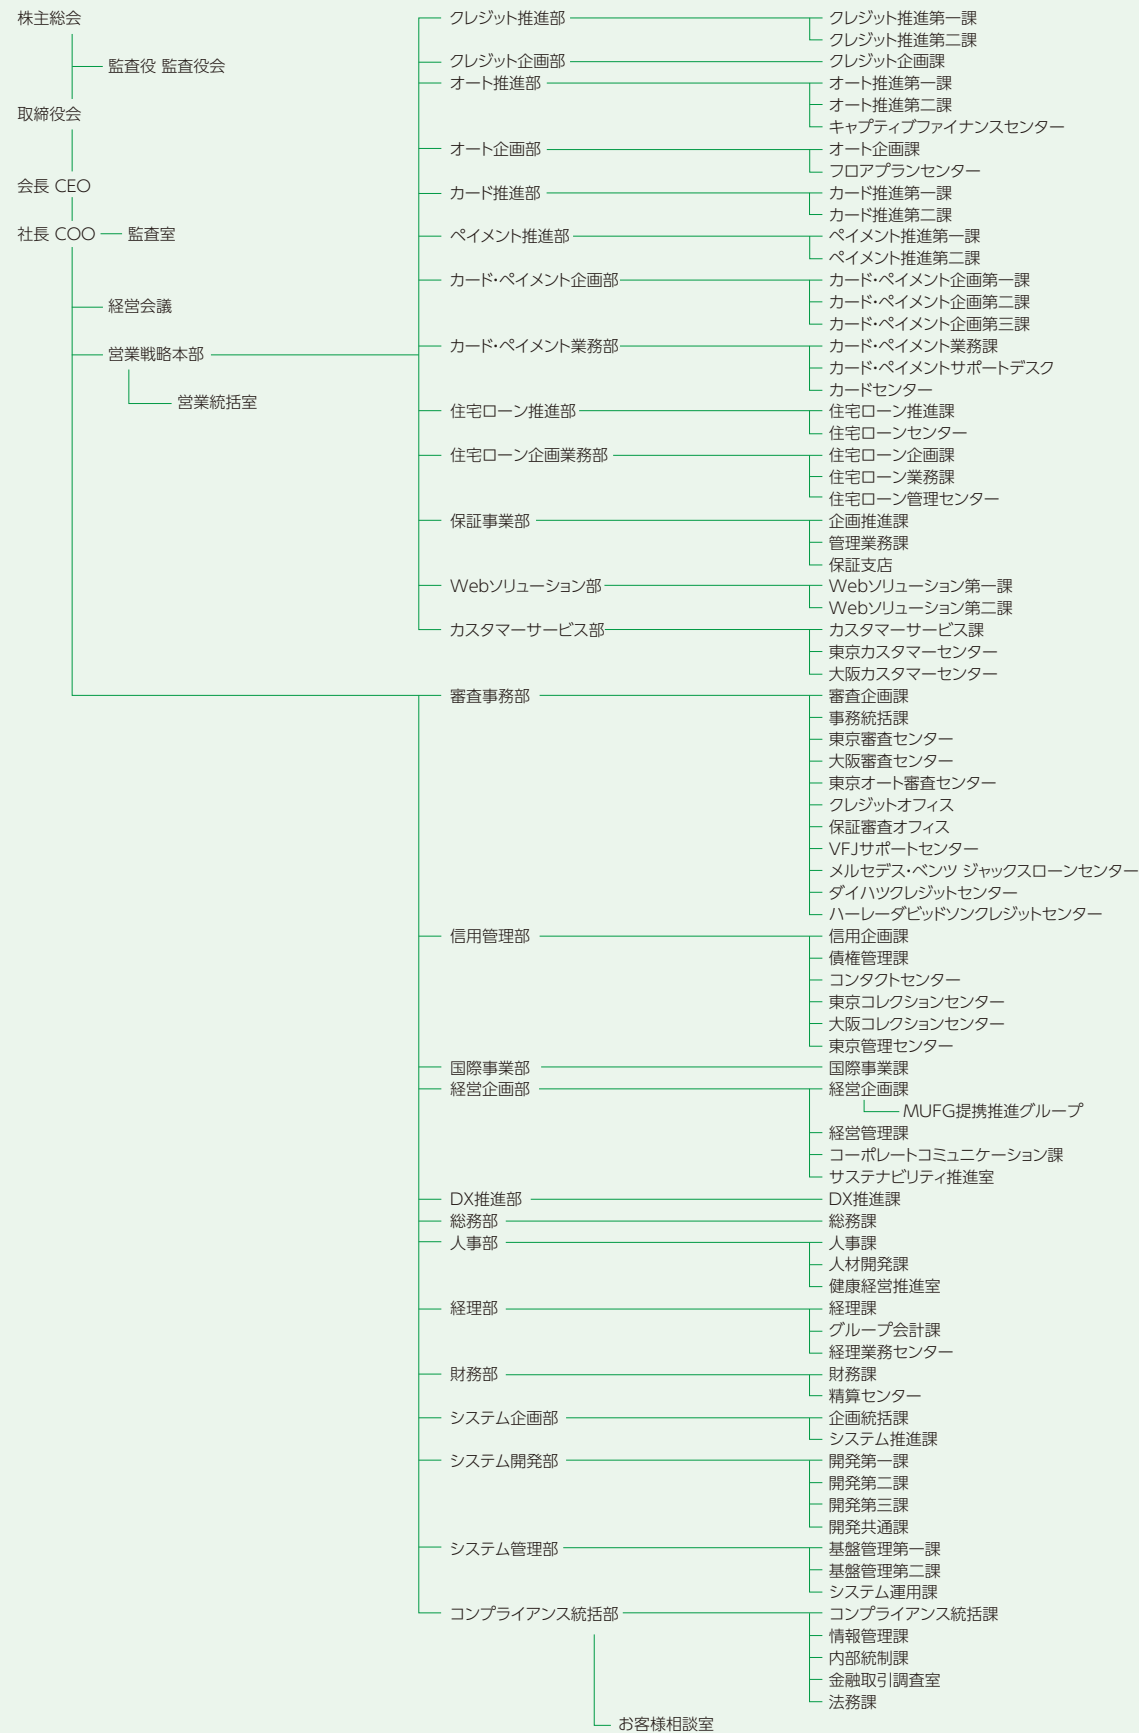 株主総会
監査役 監査役会
取締役会
会長 CEO
社長 COO
監査室
経営会議
営業戦略本部
営業統括室
クレジット推進部
クレジット推進第一課
クレジット推進第二課
クレジット企画部
クレジット企画課
オート推進部
オート推進第一課
オート推進第二課
キャプティブファイナンスセンター
オート企画部
オート企画課
フロアプランセンター
カード推進部
カード推進第一課
カード推進第二課
ペイメント推進部
ペイメント推進第一課
ペイメント推進第二課
カード・ペイメント企画部
カード・ペイメント企画第一課
カード・ペイメント企画第二課
カード・ペイメント企画第三課
カード・ペイメント業務部
カード・ペイメント業務課
カード・ペイメントサポートデスク
カードセンター
住宅ローン推進部
住宅ローン推進課
住宅ローンセンター
住宅ローン企画業務部
住宅ローン企画課
住宅ローン業務課
住宅ローン管理センター
保証事業部
企画推進課
管理業務課
保証支店
Webソリューション部
Webソリューション第一課
Webソリューション第二課
カスタマーサービス部
カスタマーサービス課
東京カスタマーセンター
大阪カスタマーセンター
審査事務部
審査企画課
事務統括課
東京審査センター
大阪審査センター
東京オート審査センター
クレジットオフィス
保証審査オフィス
VFJサポートセンター
メルセデス・ベンツ ジャックスローンセンター
ダイハツクレジットセンター
ハーレーダビッドソンクレジットセンター
信用管理部
信用企画課
債権管理課
コンタクトセンター
東京コレクションセンター
大阪コレクションセンター
東京管理センター
国際事業部
国際事業課
経営企画部
経営企画課
MUFG提携推進グループ
経営管理課
コーポレートコミュニケーション課
サステナビリティ推進室
DX推進部
DX推進課
総務部
総務課
人事部
人事課
人材開発課
健康経営推進室
経理部
経理課
グループ会計課
経理業務センター
財務部
財務課
精算センター
システム企画部
企画統括課
システム推進課
システム開発部
開発第一課
開発第二課
開発第三課
開発共通課
システム管理部
基盤管理第一課
基盤管理第二課
システム運用課
コンプライアンス統括部
コンプライアンス統括課
情報管理課
内部統制課
金融取引調査室
法務課
お客様相談室